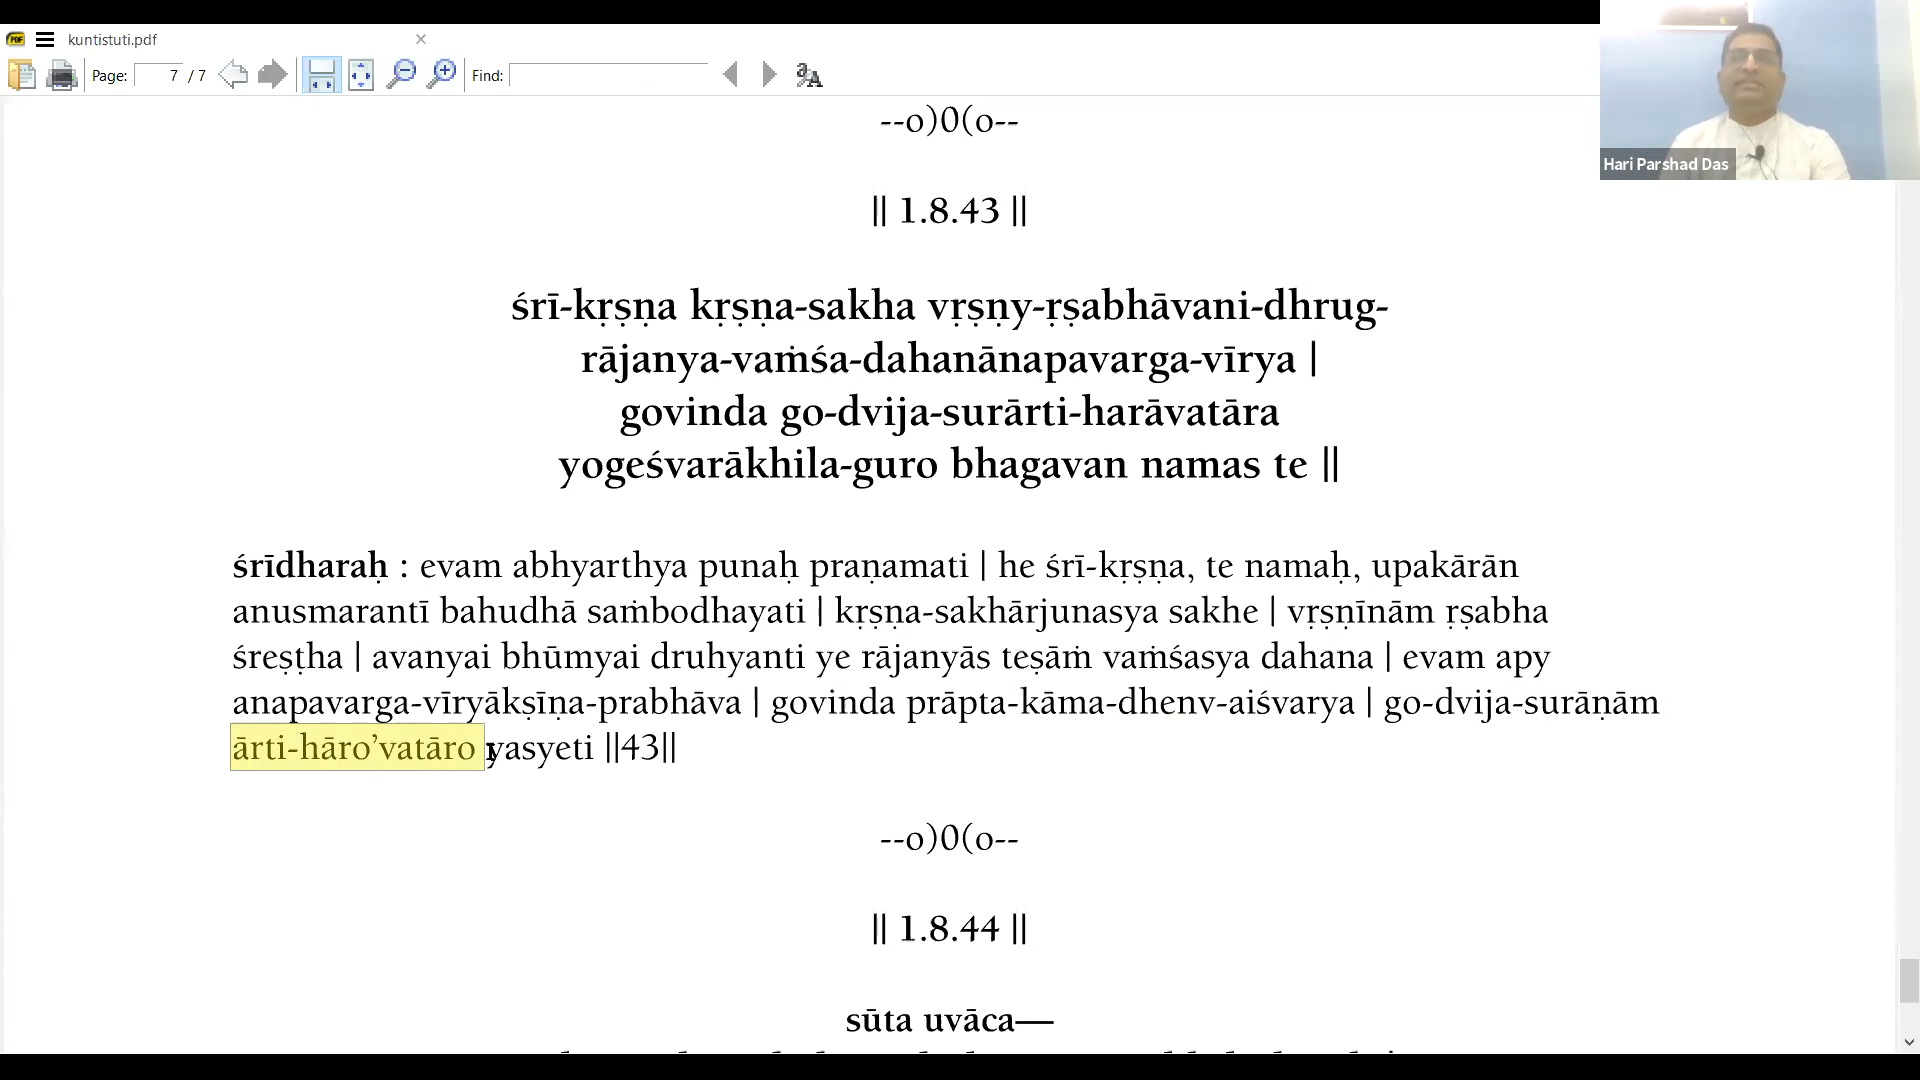 kuntistuti.pdf
Page: 7 / 7 Find:
Hari Parshad Das
--o)0(o--
|| 1.8.43 ||
śrī-kṛṣṇa kṛṣṇa-sakha vṛṣṇy-ṛṣabhāvani-dhrug-
rājanya-vaṁśa-dahanānapavarga-vīrya |
govinda go-dvija-surārti-harāvatāra
yogeśvarākhila-guro bhagavan namas te ||
śrīdharaḥ : evam abhyarthya punaḥ praṇamati | he śrī-kṛṣṇa, te namaḥ, upakārān
anusmarantī bahudhā saṁbodhayati | kṛṣṇa-sakhārjunasya sakhe | vṛṣṇīnām ṛṣabha
śreṣṭha | avanyai bhūmyai druhyanti ye rājanyās teṣāṁ vaṁśasya dahana | evam apy
anapavarga-vīryākṣīṇa-prabhāva | govinda prāpta-kāma-dhenv-aiśvarya | go-dvija-surāṇām
ārti-hāro’vatāro yasyeti ||43||
--o)0(o--
|| 1.8.44 ||
sūta uvāca—